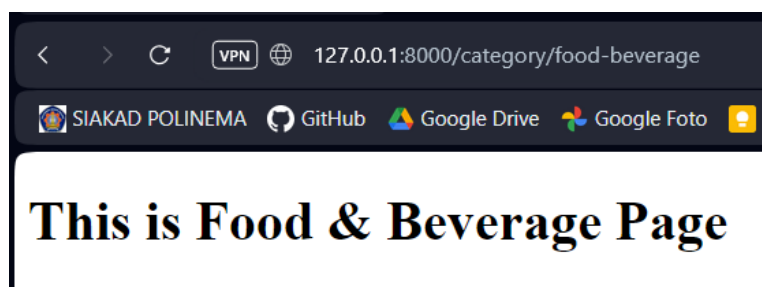 VPN 127.0.0.1:8000/category/food-beverage
SIAKAD POLINEMA GitHub Google Drive Google Foto
This is Food & Beverage Page